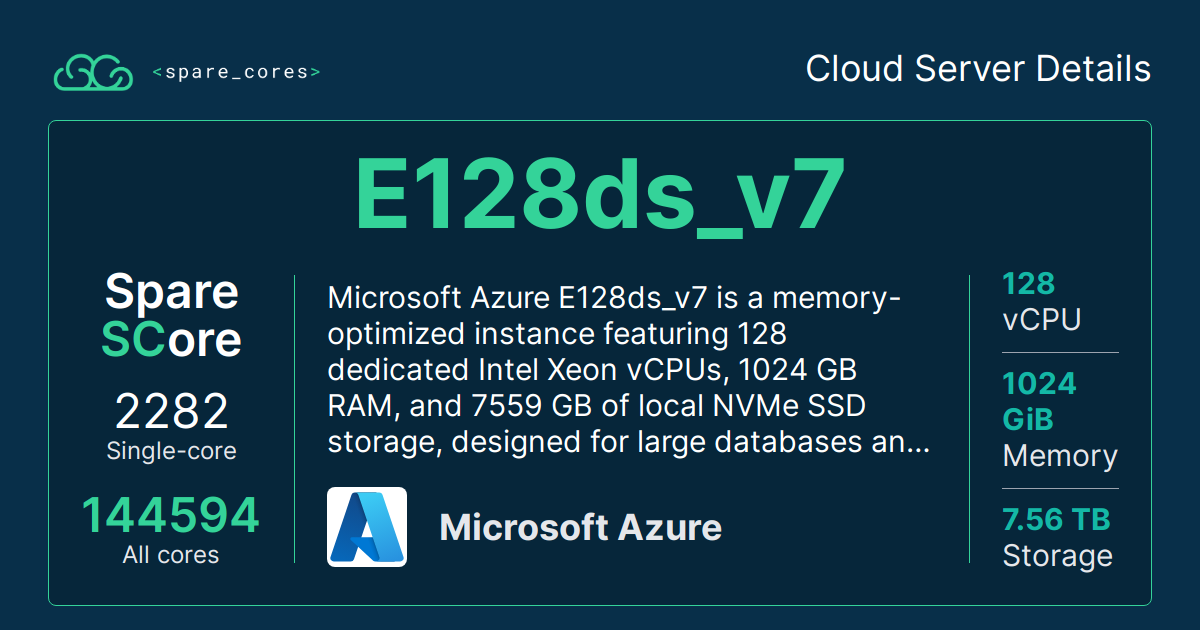 <spare_cores>
Cloud Server Details
E128ds_v7
Spare
SCore
2282
Single-core
144594
All cores
Microsoft Azure E128ds_v7 is a memory-
optimized instance featuring 128
dedicated Intel Xeon vCPUs, 1024 GB
RAM, and 7559 GB of local NVMe SSD
storage, designed for large databases an...
Microsoft Azure
128
vCPU
1024
GiB
Memory
7.56 TB
Storage